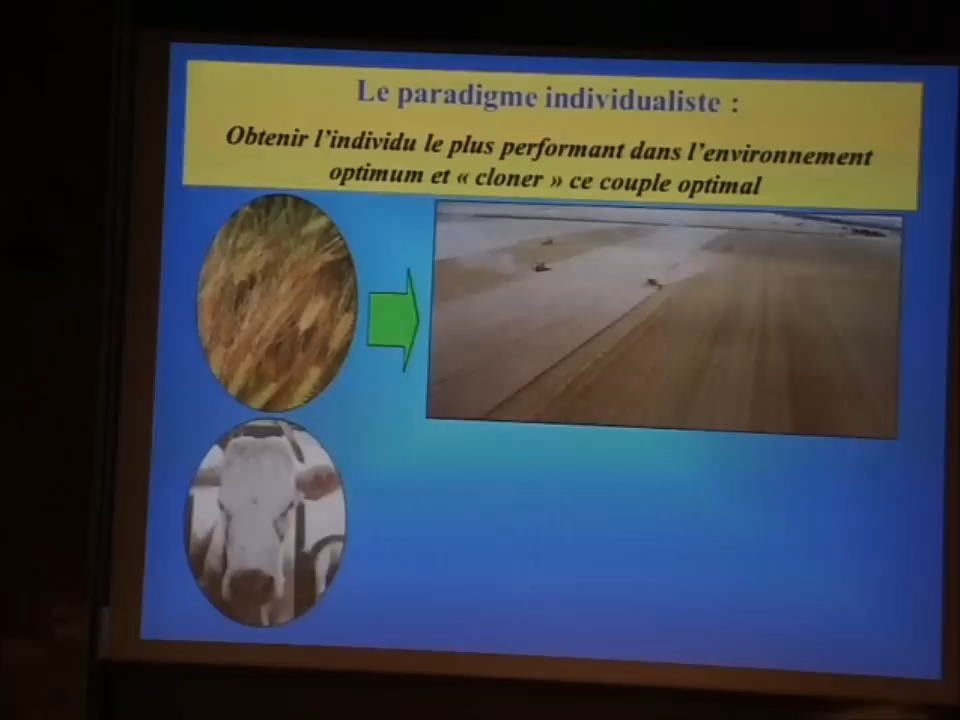 Le paradigme individualiste :
Obtenir l'individu le plus performant dans l'environnement
optimum et « cloner » ce couple optimal